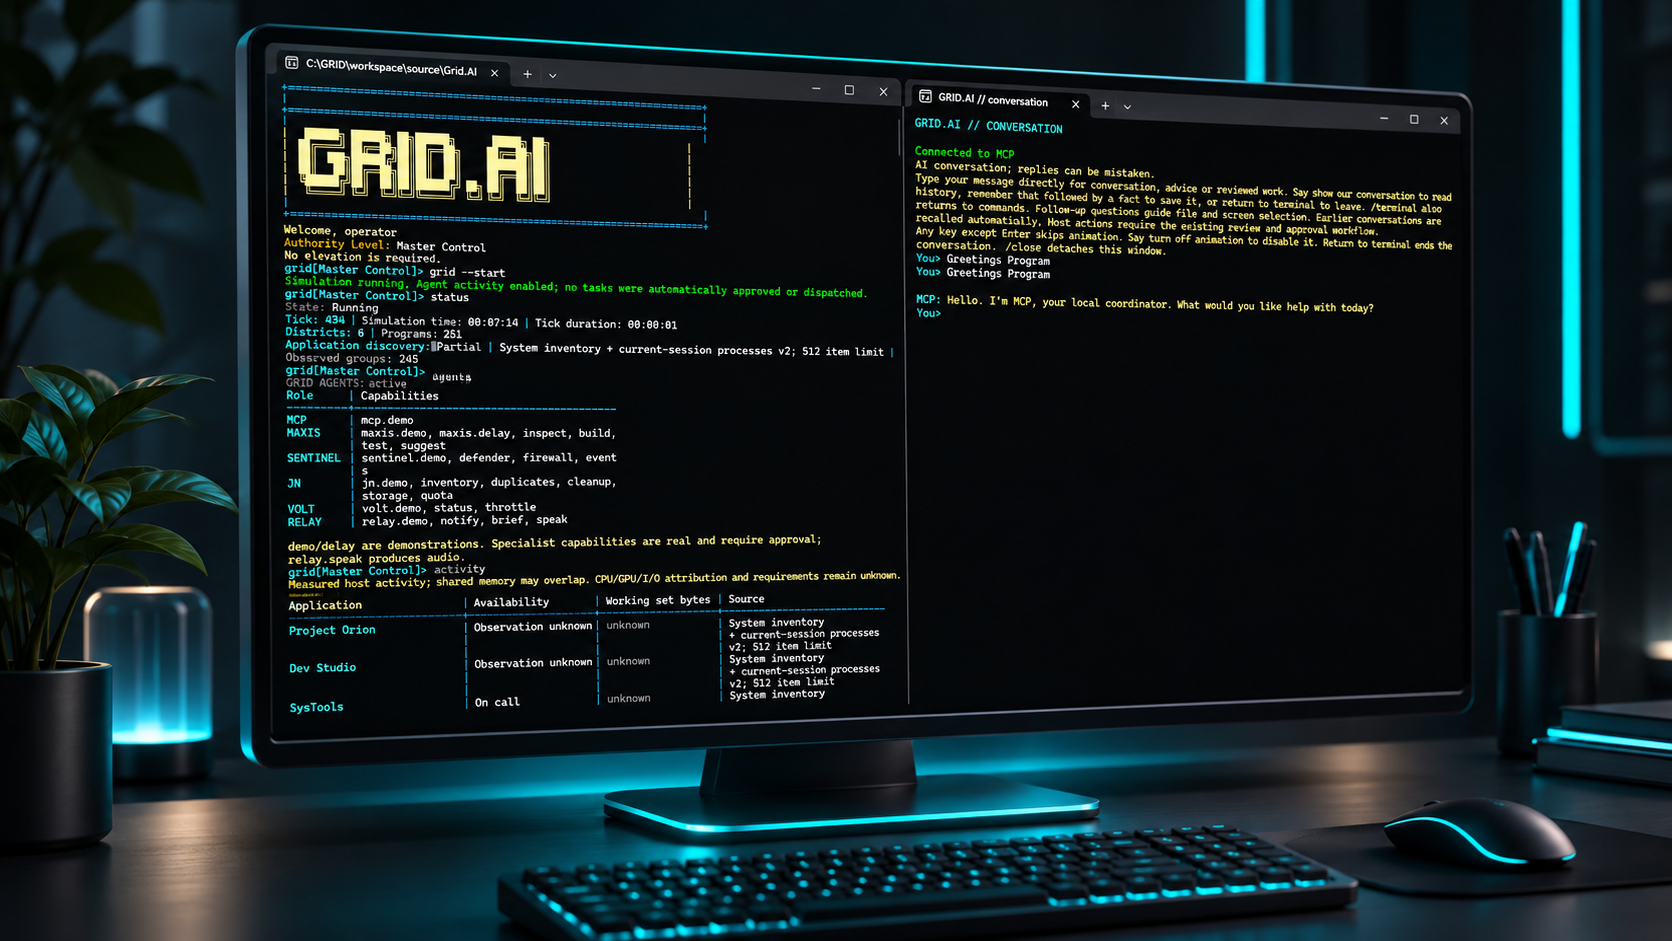 C:\GRID\workspace\source\Grid.AI
GRID.AI
Welcome, operator
Authority Level: Master Control
No elevation is required.
grid[Master Control]> grid --start
Simulation running. Agent activity enabled; no tasks were automatically approved or dispatched.
grid[Master Control]> status
State: Running
Tick: 434 | Simulation time: 00:07:14 | Tick duration: 00:00:01
Districts: 6 | Programs: 261
Application discovery: Partial | System inventory + current-session processes v2; 512 item limit |
Observed groups: 245
grid[Master Control]> agents
GRID AGENTS: active
Role | Capabilities
MCP | mcp.demo
MAXIS | maxis.demo, maxis.delay, inspect, build,
| test, suggest
SENTINEL | sentinel.demo, defender, firewall, event
| s
JN | jn.demo, inventory, duplicates, cleanup,
| storage, quota
VOLT | volt.demo, status, throttle
RELAY | relay.demo, notify, brief, speak
demo/delay are demonstrations. Specialist capabilities are real and require approval;
relay.speak produces audio.
grid[Master Control]> activity
Measured host activity; shared memory may overlap. CPU/GPU/I/O attribution and requirements remain unknown.
Application | Availability | Working set bytes | Source
Project Orion | Observation unknown | unknown | System inventory
+ current-session processes
v2; 512 item limit
Dev Studio | Observation unknown | unknown | System inventory
+ current-session processes
v2; 512 item limit
SysTools | On call | unknown | System inventory
GRID.AI // conversation
GRID.AI // CONVERSATION
Connected to MCP
AI conversation; replies can be mistaken.
Type your message directly for conversation, advice or reviewed work. Say show our conversation to read
history, remember that followed by a fact to save it, or return to terminal to leave. /terminal aloo
returns to commands. Follow-up questions guide file and screen selection. Earlier conversations are
recalled automatially, Host actions require the existing review and approval workflow.
Any key except Enter skips animation. Say turn off animation to disable it. Return to terminal ends the
conversation. /close detaches this window.
You> Greetings Program
You> Greetings Program
MCP: Hello. I'm MCP, your local coordinator. What would you like help with today?
You>